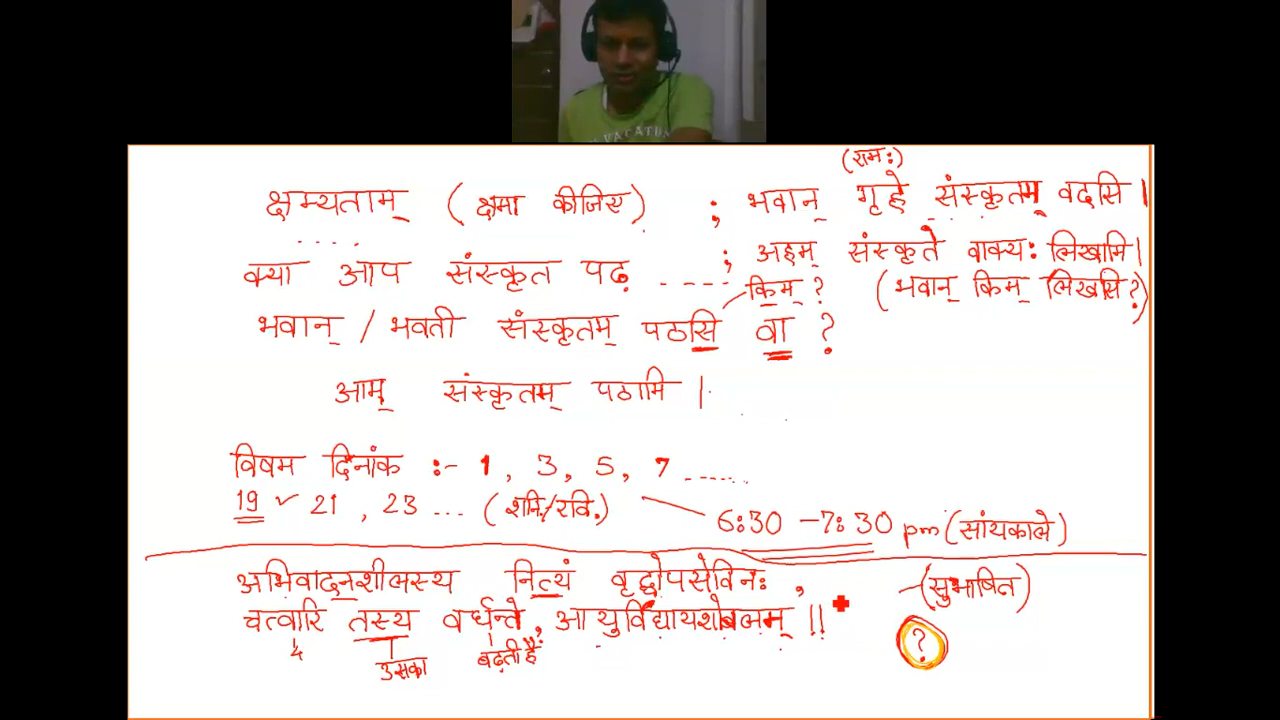 VACATI
(रामः)
क्षम्यताम् (क्षमा कीजिए) ; भवान् गृहे संस्कृतम् वदसि ।
.... ; अहम् संस्कृते वाक्यः लिखामि ।
क्या आप संस्कृत पढ़ ..... किम् ? (भवान् किम् लिखसि ?)
भवान् / भवती संस्कृतम् पठसि वा ?
आम् संस्कृतम् पठामि ।
विषम दिनांक :- 1, 3, 5, 7 ......
19 ✓ 21 , 23 ... (शनि./रवि.)
6:30 – 7:30 pm (सांयकाले)
अभिवादनशीलस्य नित्यं वृद्धोपसेविनः , – (सुभाषित)
चत्वारि तस्य वर्धन्ते, आयुर्विद्यायशोबलम् !!
4 उसका बढ़ती है ? ?